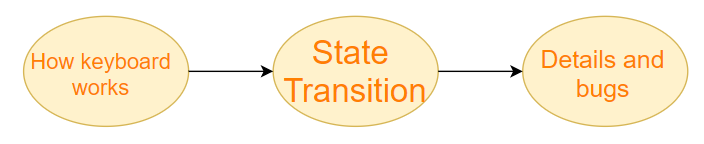 How keyboard
works
State
Transition
Details and
bugs